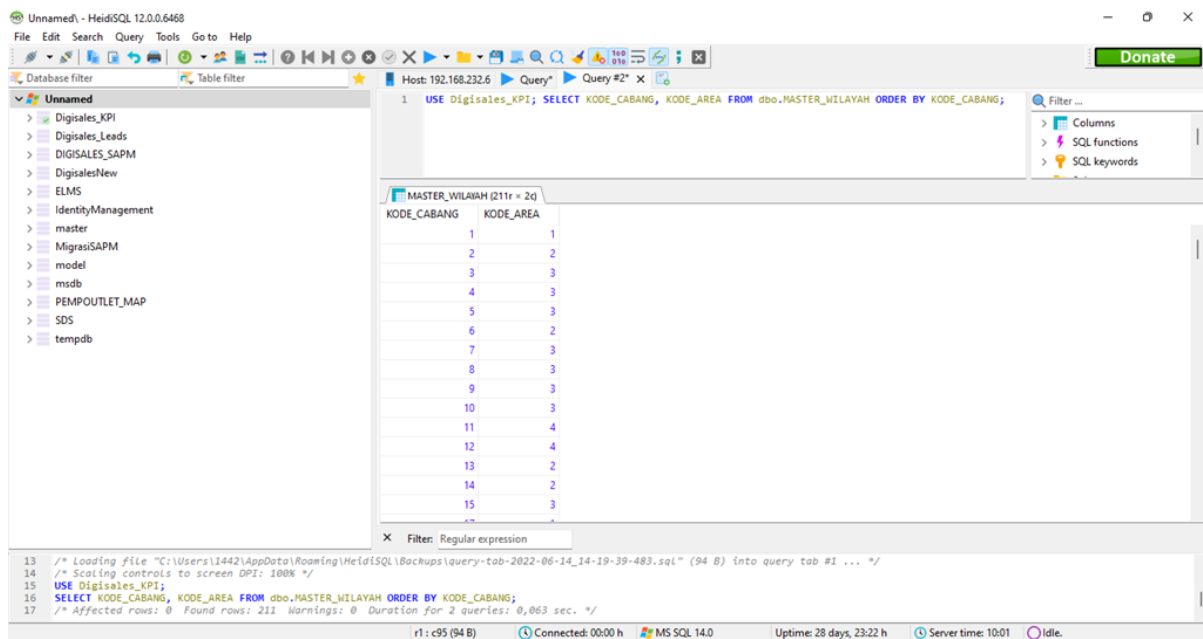 Unnamed\ - HeidiSQL 12.0.0.6468
File Edit Search Query Tools Go to Help
Donate
Database filter
Table filter
Host: 192.168.232.6
Query*
Query #2*
Unnamed
Digisales_KPI
Digisales_Leads
DIGISALES_SAPM
DigisalesNew
ELMS
IdentityManagement
master
MigrasiSAPM
model
msdb
PEMPOUTLET_MAP
SDS
tempdb
1 USE Digisales_KPI; SELECT KODE_CABANG, KODE_AREA FROM dbo.MASTER_WILAYAH ORDER BY KODE_CABANG;
Filter ...
Columns
SQL functions
SQL keywords
MASTER_WILAYAH (211r × 2c)
KODE_CABANG KODE_AREA
1 1
2 2
3 3
4 3
5 3
6 2
7 3
8 3
9 3
10 3
11 4
12 4
13 2
14 2
15 3
Filter: Regular expression
13 /* Loading file "C:\Users\1442\AppData\Roaming\HeidiSQL\Backups\query-tab-2022-06-14_14-19-39-483.sql" (94 B) into query tab #1 ... */
14 /* Scaling controls to screen DPI: 100% */
15 USE Digisales_KPI;
16 SELECT KODE_CABANG, KODE_AREA FROM dbo.MASTER_WILAYAH ORDER BY KODE_CABANG;
17 /* Affected rows: 0 Found rows: 211 Warnings: 0 Duration for 2 queries: 0,063 sec. */
r1 : c95 (94 B)
Connected: 00:00 h
MS SQL 14.0
Uptime: 28 days, 23:22 h
Server time: 10:01
Idle.